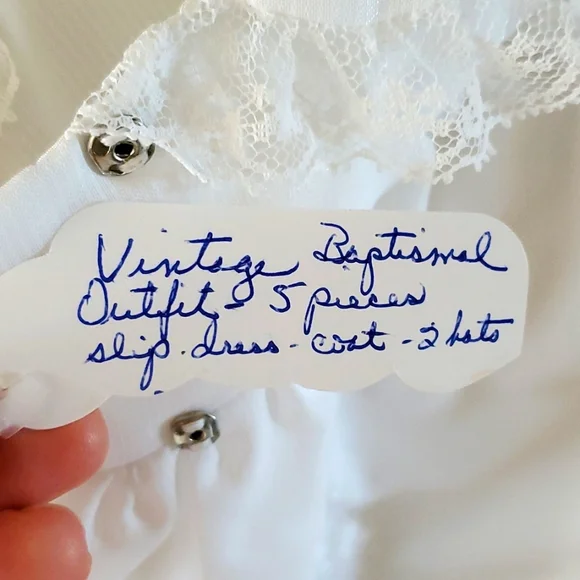 Vintage Baptismal
Outfit - 5 pieces
slip - dress - coat - 2 hats